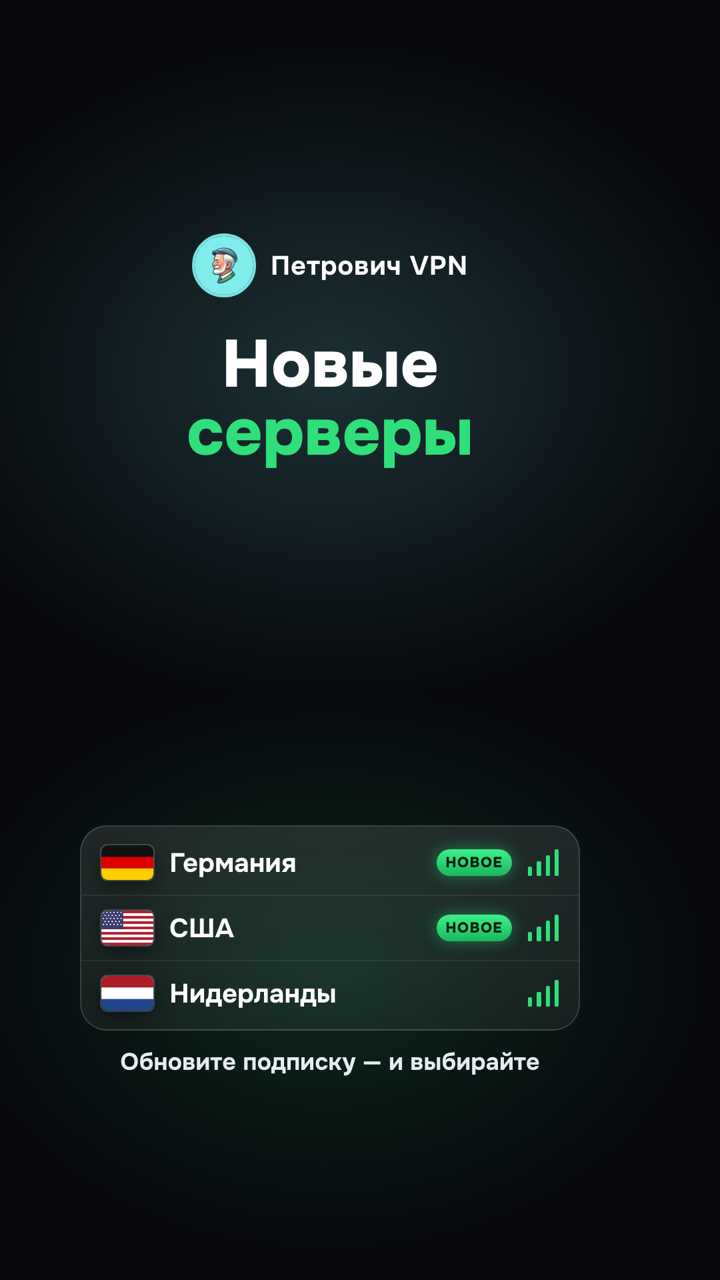 Петрович VPN
Новые
серверы
Германия НОВОЕ
США НОВОЕ
Нидерланды
Обновите подписку — и выбирайте